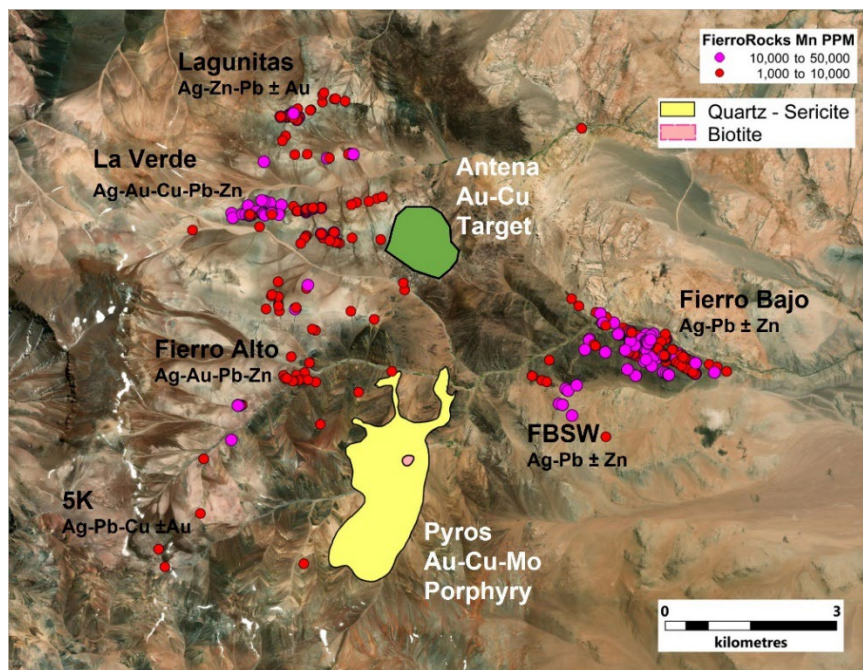 FierroRocks Mn PPM
10,000 to 50,000
1,000 to 10,000
Quartz - Sericite
Biotite
Lagunitas
Ag-Zn-Pb ± Au
La Verde
Ag-Au-Cu-Pb-Zn
Antena
Au-Cu
Target
Fierro Bajo
Ag-Pb ± Zn
Fierro Alto
Ag-Au-Pb-Zn
FBSW
Ag-Pb ± Zn
5K
Ag-Pb-Cu ±Au
Pyros
Au-Cu-Mo
Porphyry
0 3
kilometres